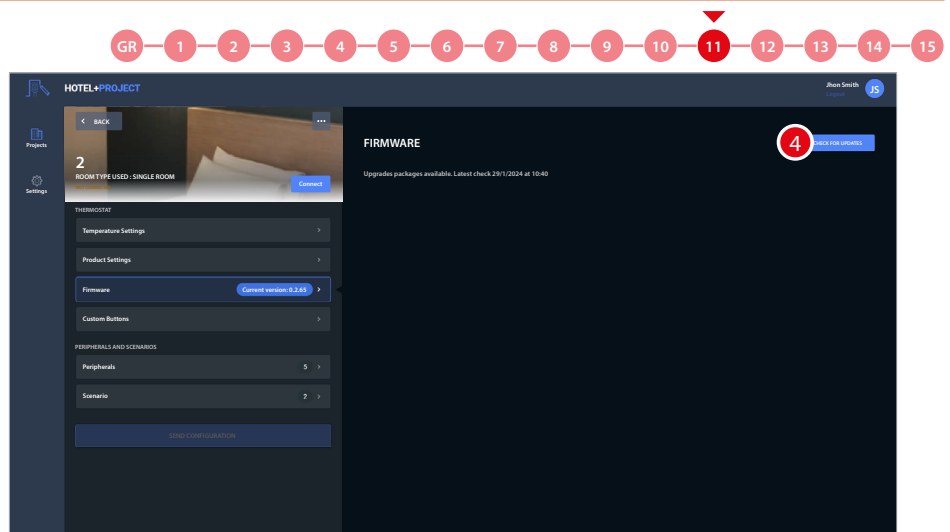 GR 1 2 3 4 5 6 7 8 9 10 11 12 13 14 15
HOTEL+PROJECT
Jhon Smith
Logout
JS
BACK
...
Projects
Settings
2
ROOM TYPE USED : SINGLE ROOM
Connect
THERMOSTAT
Temperature Settings
Product Settings
Firmware
Current version: 0.2.65
Custom Buttons
PERIPHERALS AND SCENARIOS
Peripherals
5
Scenario
2
SEND CONFIGURATION
FIRMWARE
4
CHECK FOR UPDATES
Upgrades packages available. Latest check 29/1/2024 at 10:40